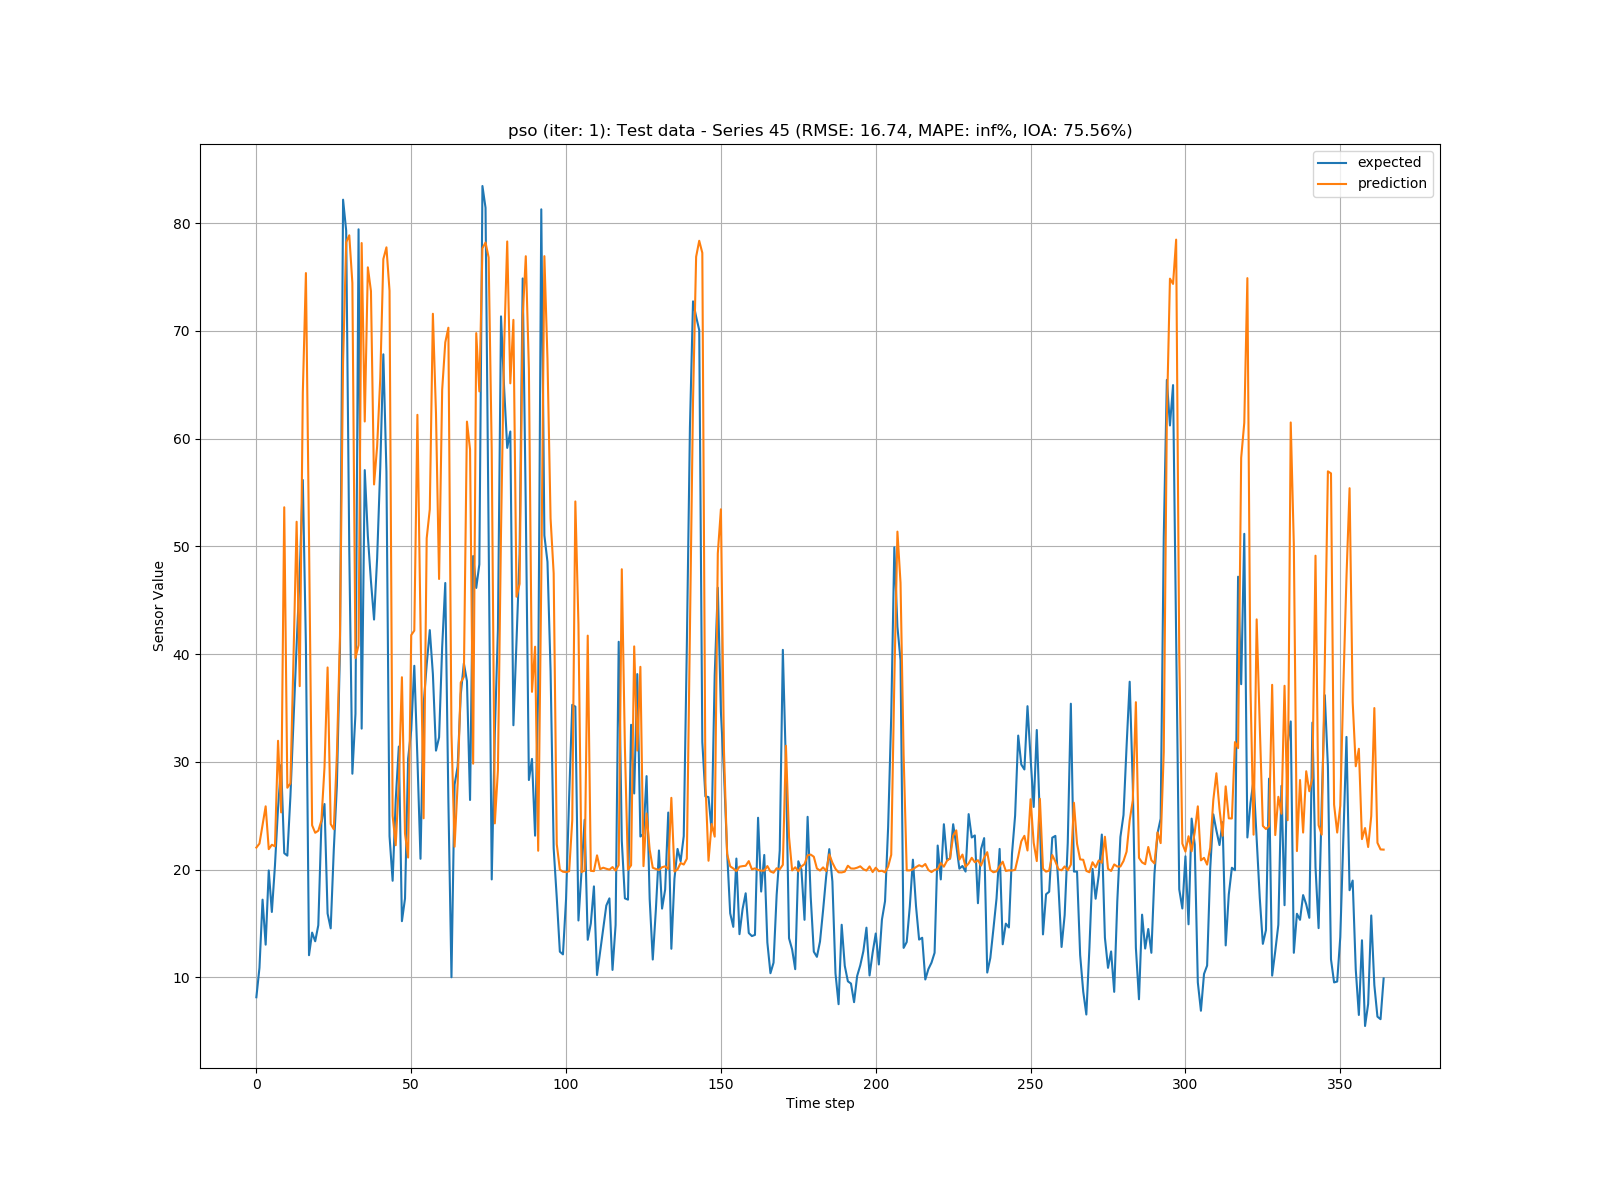 pso (iter: 1): Test data - Series 45 (RMSE: 16.74, MAPE: inf%, IOA: 75.56%)
expected
prediction
80
70
60
50
40
30
20
10
Sensor Value
0 50 100 150 200 250 300 350
Time step